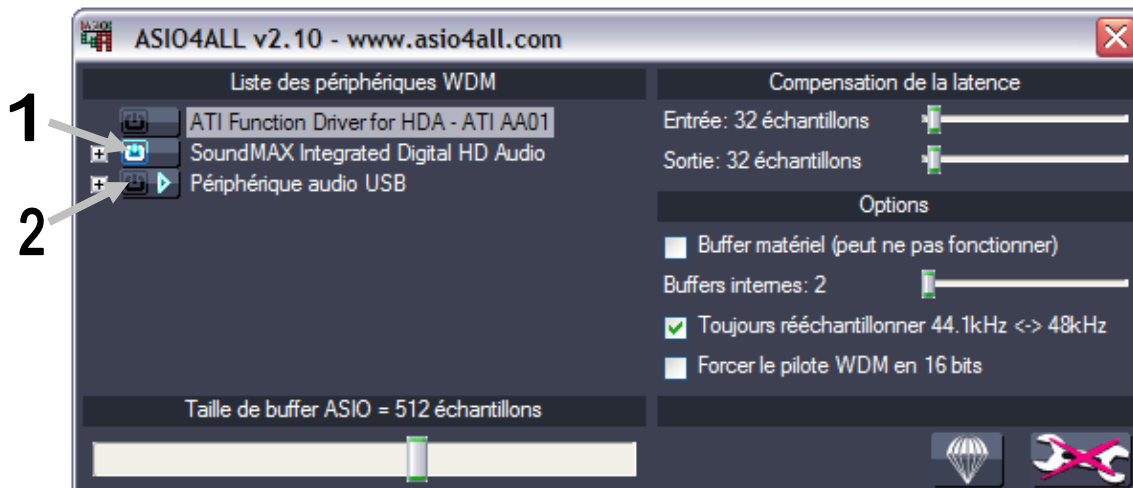 ASIO4ALL v2.10 - www.asio4all.com
Liste des périphériques WDM
ATI Function Driver for HDA - ATI AA01
SoundMAX Integrated Digital HD Audio
Périphérique audio USB
1
2
Compensation de la latence
Entrée: 32 échantillons
Sortie: 32 échantillons
Options
Buffer matériel (peut ne pas fonctionner)
Buffers internes: 2
Toujours rééchantillonner 44.1kHz <-> 48kHz
Forcer le pilote WDM en 16 bits
Taille de buffer ASIO = 512 échantillons